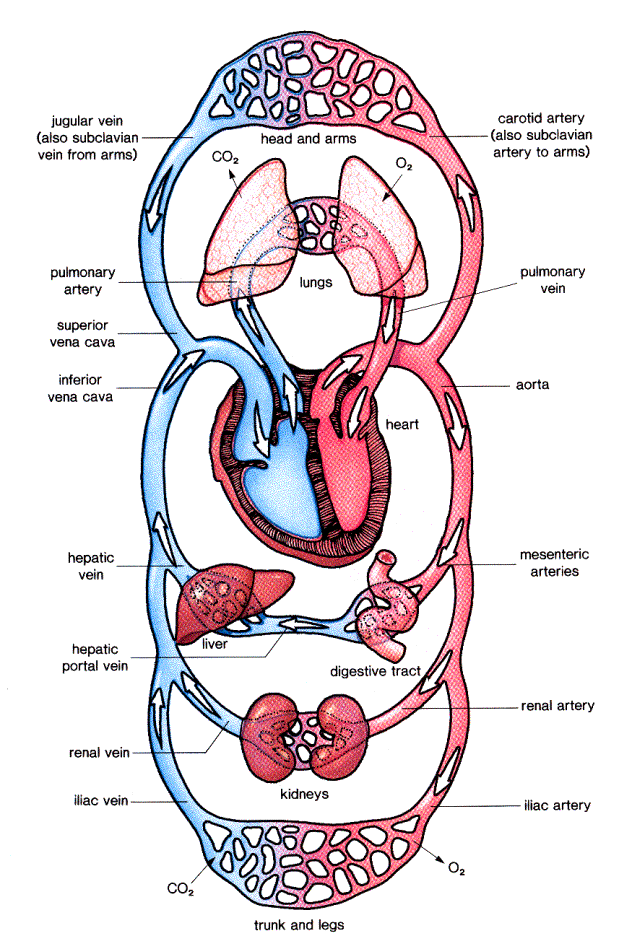 jugular vein
(also subclavian
vein from arms)
carotid artery
(also subclavian
artery to arms)
head and arms
CO₂
O₂
pulmonary
artery
lungs
pulmonary
vein
superior
vena cava
inferior
vena cava
aorta
heart
hepatic
vein
mesenteric
arteries
liver
hepatic
portal vein
digestive tract
renal artery
renal vein
kidneys
iliac vein
iliac artery
CO₂
O₂
trunk and legs